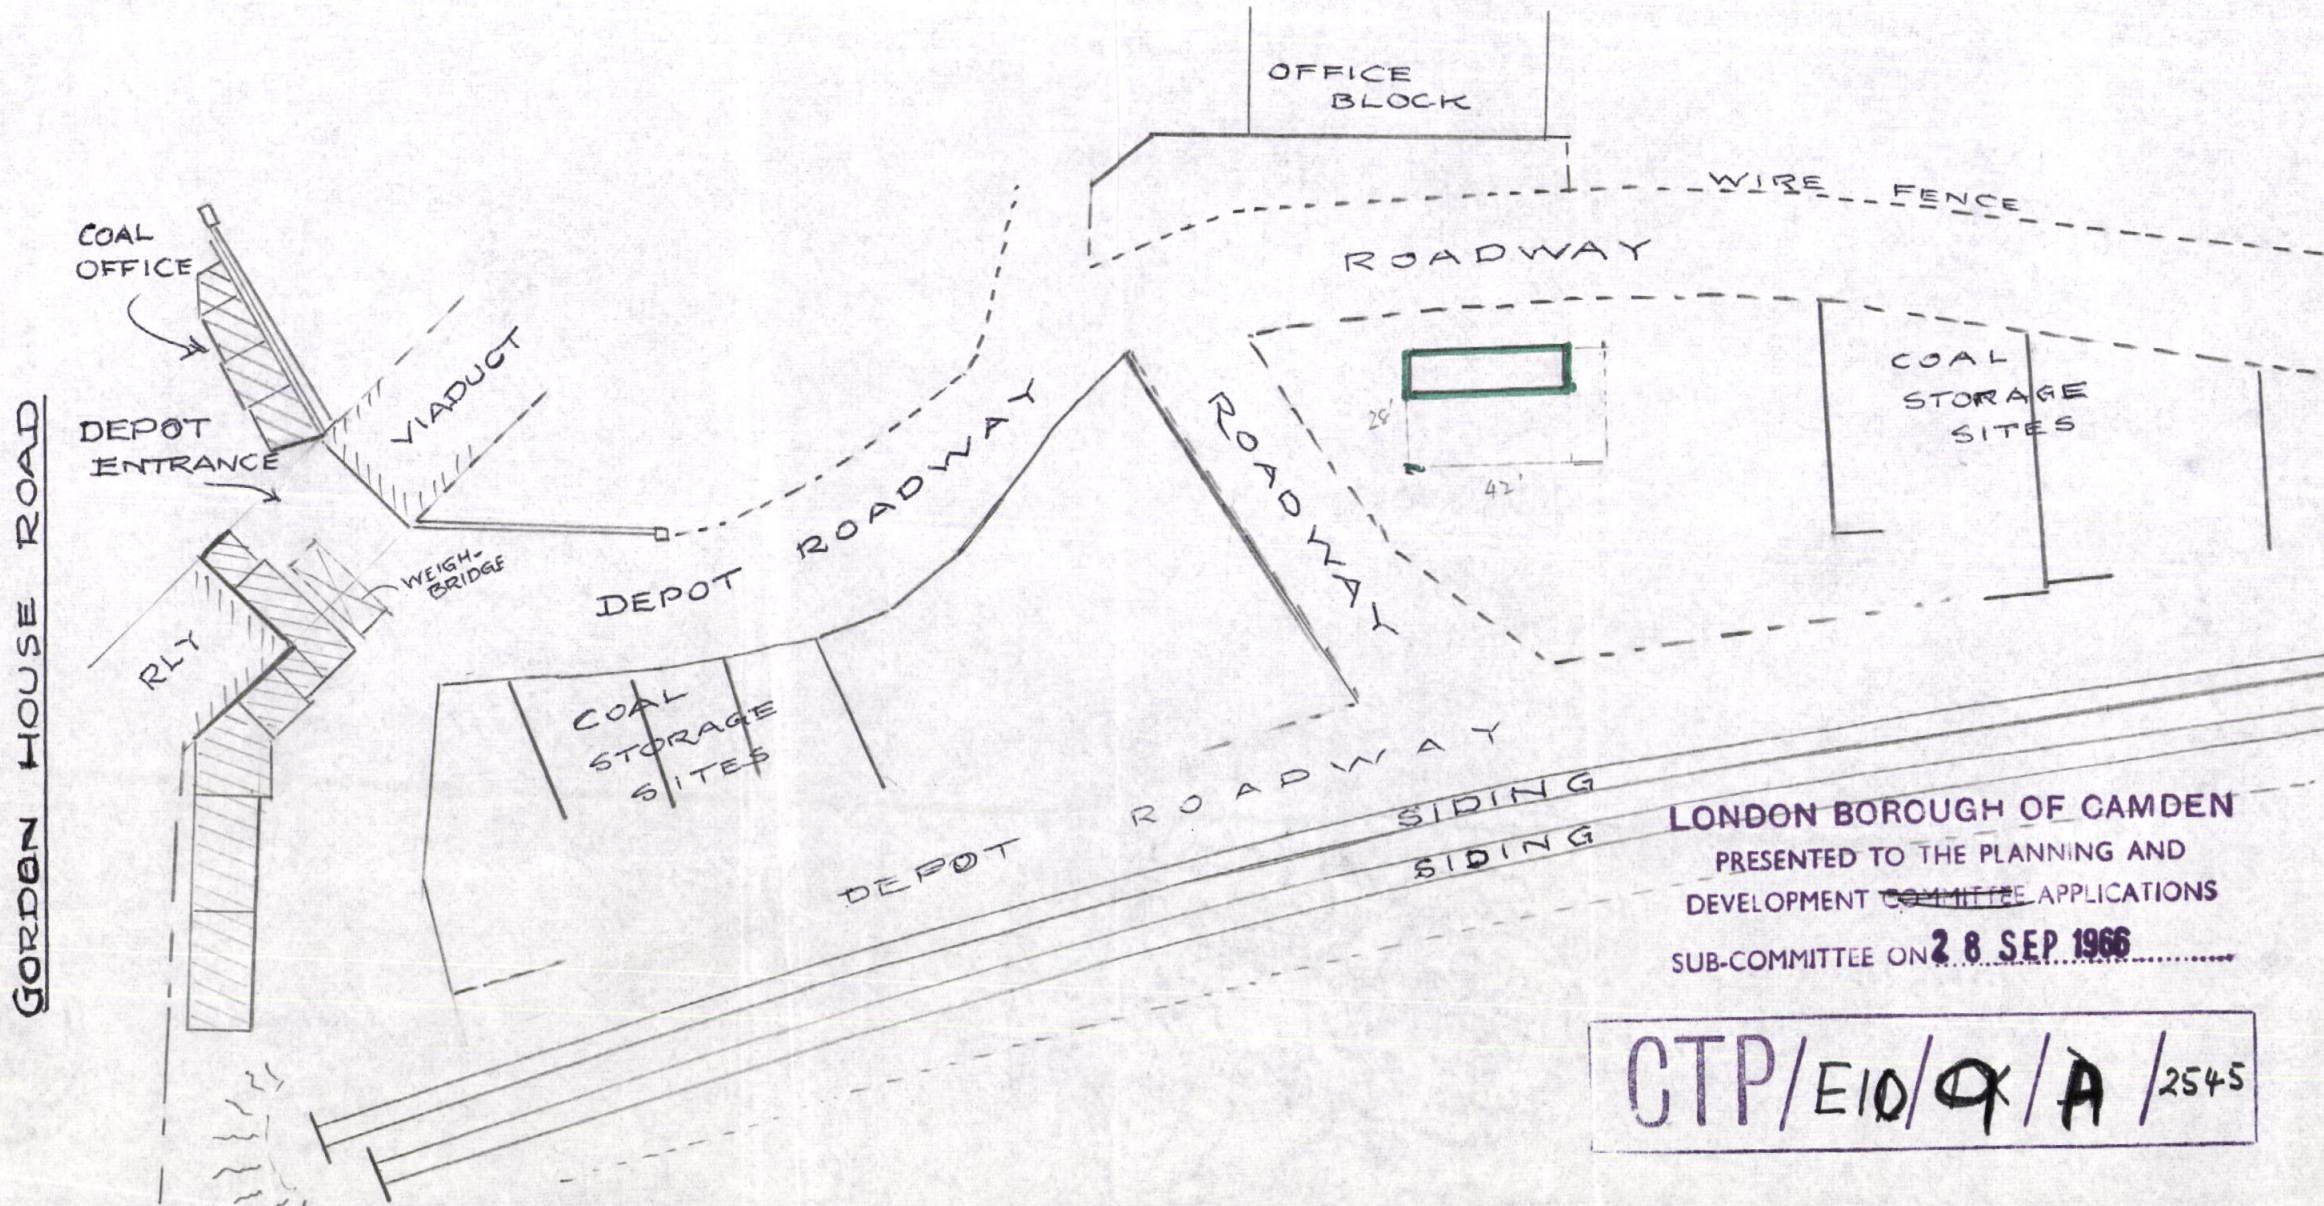 OFFICE
BLOCK
WIRE FENCE
ROADWAY
COAL
OFFICE
VIADUCT
DEPOT
ENTRANCE
GORDON HOUSE ROAD
WEIGH-
BRIDGE
RLY
DEPOT ROADWAY
ROADWAY
28'
42'
COAL
STORAGE
SITES
COAL
STORAGE
SITES
DEPOT ROADWAY
SIDING
SIDING
LONDON BOROUGH OF CAMDEN
PRESENTED TO THE PLANNING AND
DEVELOPMENT COMMITTEE APPLICATIONS
SUB-COMMITTEE ON 28 SEP 1966
CTP/E10/ /A/2545